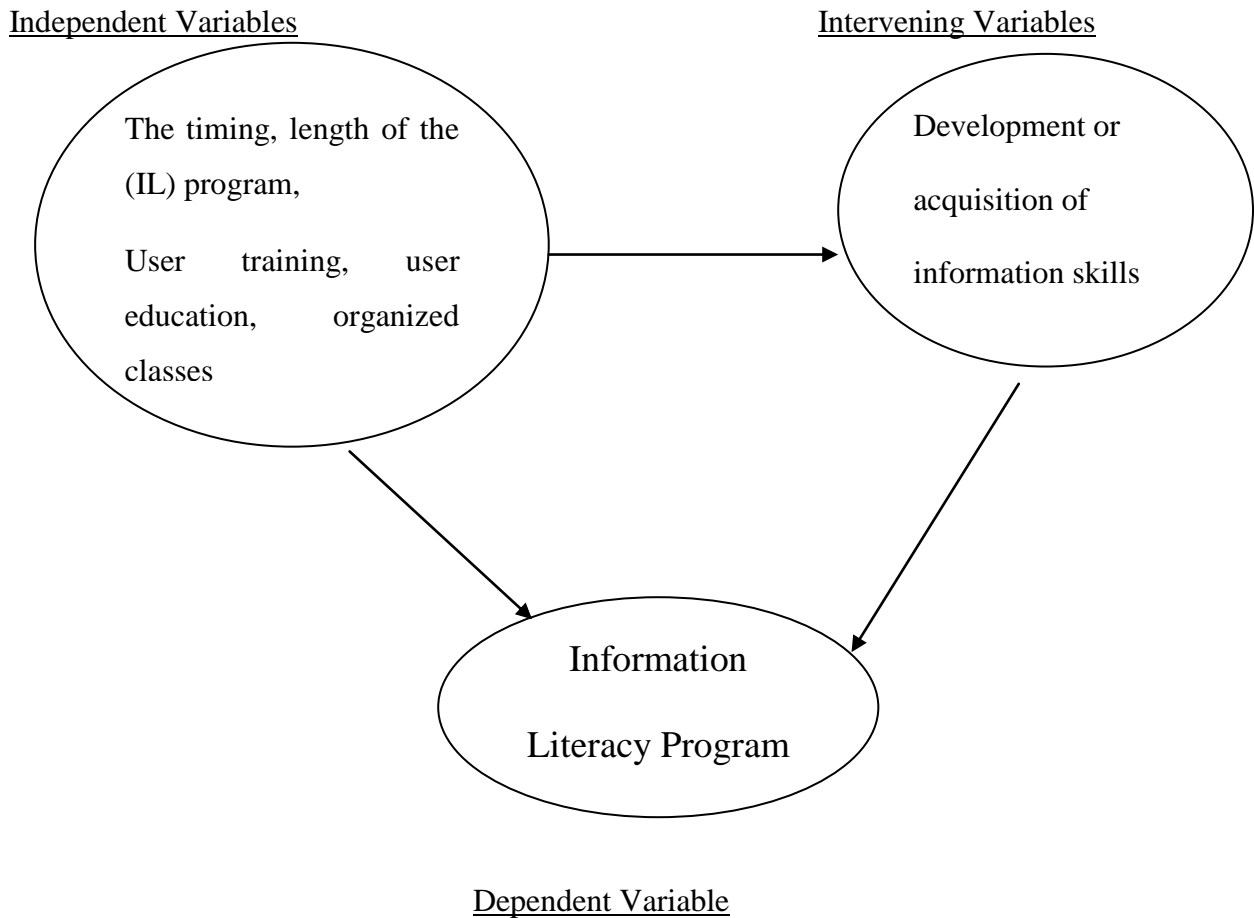 Independent Variables
Intervening Variables
The timing, length of the
(IL) program,
User training, user
education, organized
classes
Development or
acquisition of
information skills
Information
Literacy Program
Dependent Variable